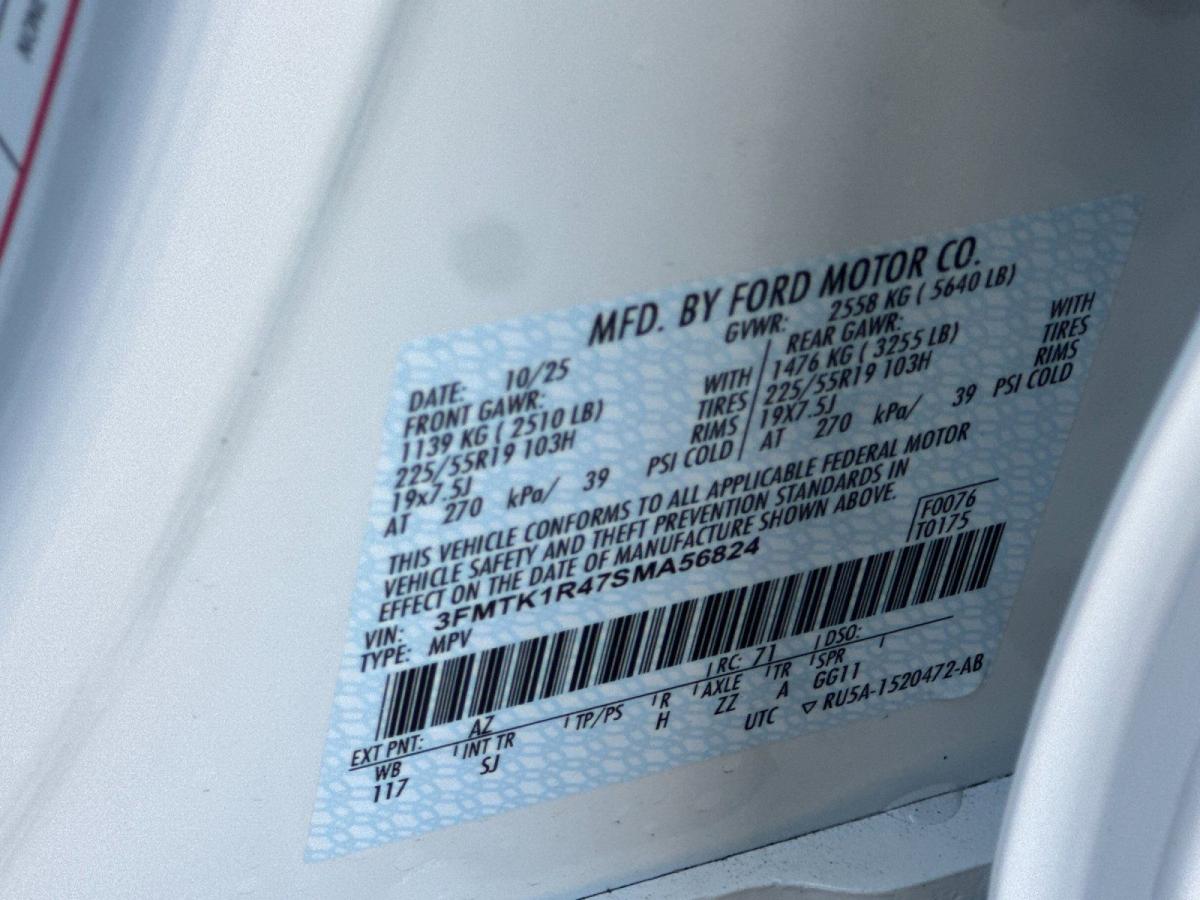 MFD. BY FORD MOTOR CO.
DATE: 10/25 GVWR: 2558 KG ( 5640 LB)
FRONT GAWR: REAR GAWR:
1139 KG ( 2510 LB) WITH 1476 KG ( 3255 LB) WITH
225/55R19 103H TIRES 225/55R19 103H TIRES
19x7.5J RIMS 19X7.5J RIMS
AT 270 kPa/ 39 PSI COLD AT 270 kPa/ 39 PSI COLD
THIS VEHICLE CONFORMS TO ALL APPLICABLE FEDERAL MOTOR
VEHICLE SAFETY AND THEFT PREVENTION STANDARDS IN
EFFECT ON THE DATE OF MANUFACTURE SHOWN ABOVE.
F0076
T0175
VIN: 3FMTK1R47SMA56824
TYPE: MPV
EXT PNT: AZ RC: 71 DSO:
WB INT TR TP/PS R AXLE TR SPR
117 SJ H ZZ A GG11
UTC ▽ RU5A-1520472-AB